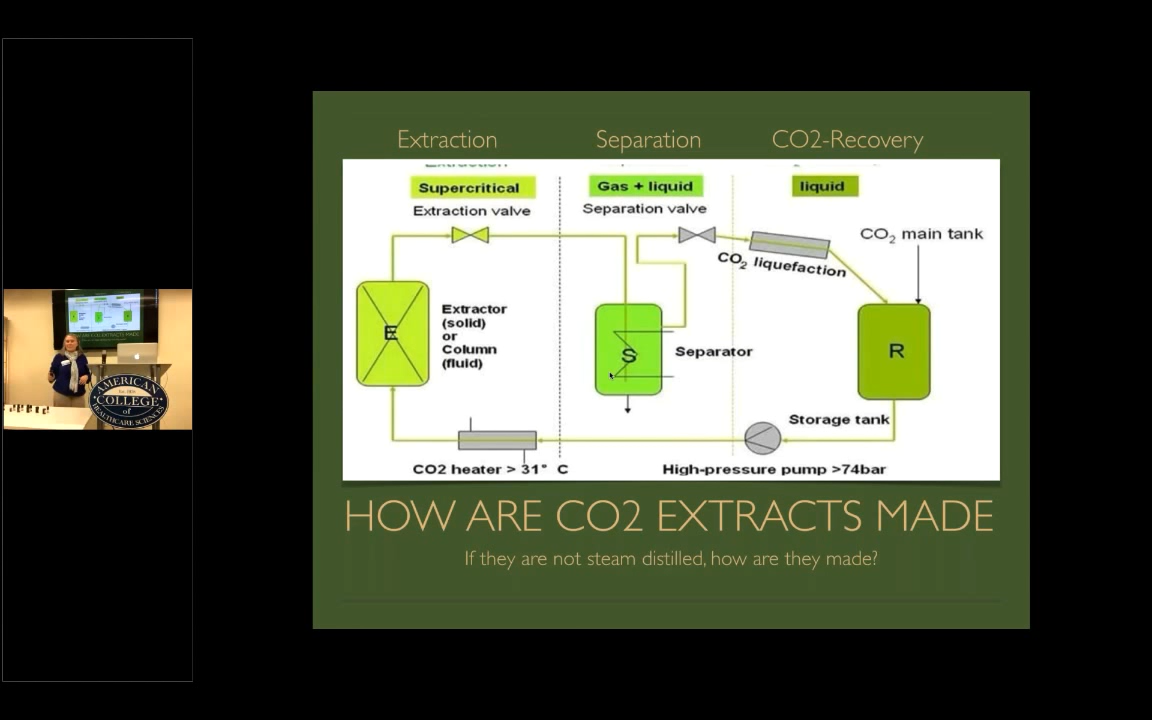 Extraction Separation CO2-Recovery
Supercritical Gas + liquid liquid
Extraction valve Separation valve
CO2 main tank
CO2 liquefaction
Extractor
(solid)
or
Column
(fluid)
E
S
Separator
R
Storage tank
CO2 heater > 31° C High-pressure pump >74bar
HOW ARE CO2 EXTRACTS MADE
If they are not steam distilled, how are they made?
AMERICAN
COLLEGE
of
HEALTHCARE SCIENCES